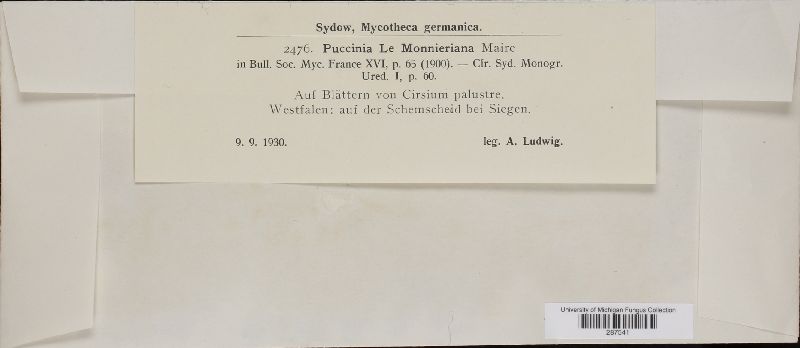 Sydow, Mycotheca germanica.
2476. Puccinia Le Monnieriana Maire
in Bull. Soc. Myc. France XVI, p. 65 (1900). — Cfr. Syd. Monogr.
Ured. I, p. 60.
Auf Blättern von Cirsium palustre.
Westfalen: auf der Schemscheid bei Siegen.
9. 9. 1930. leg. A. Ludwig.
University of Michigan Fungus Collection
287541